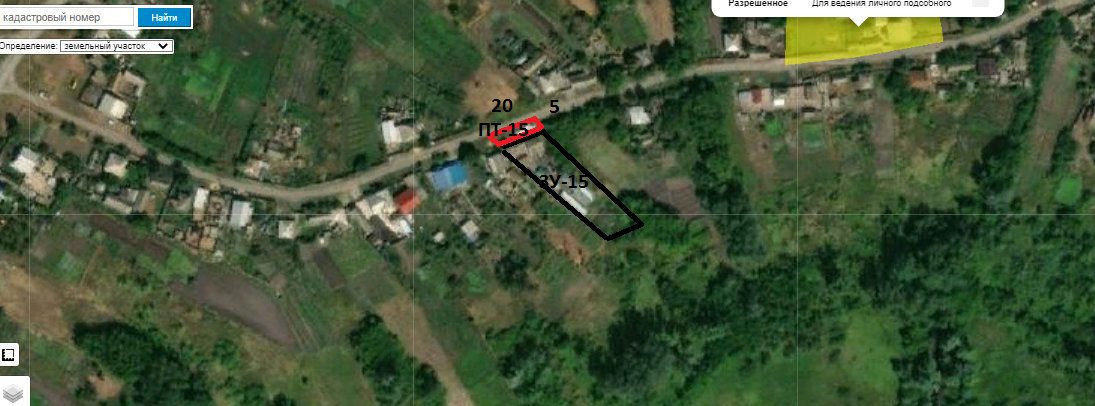 кадастровый номер
Найти
Определение: земельный участок
Разрешенное Для ведения личного подсобного
20 5
ПТ-15
ЗУ-15